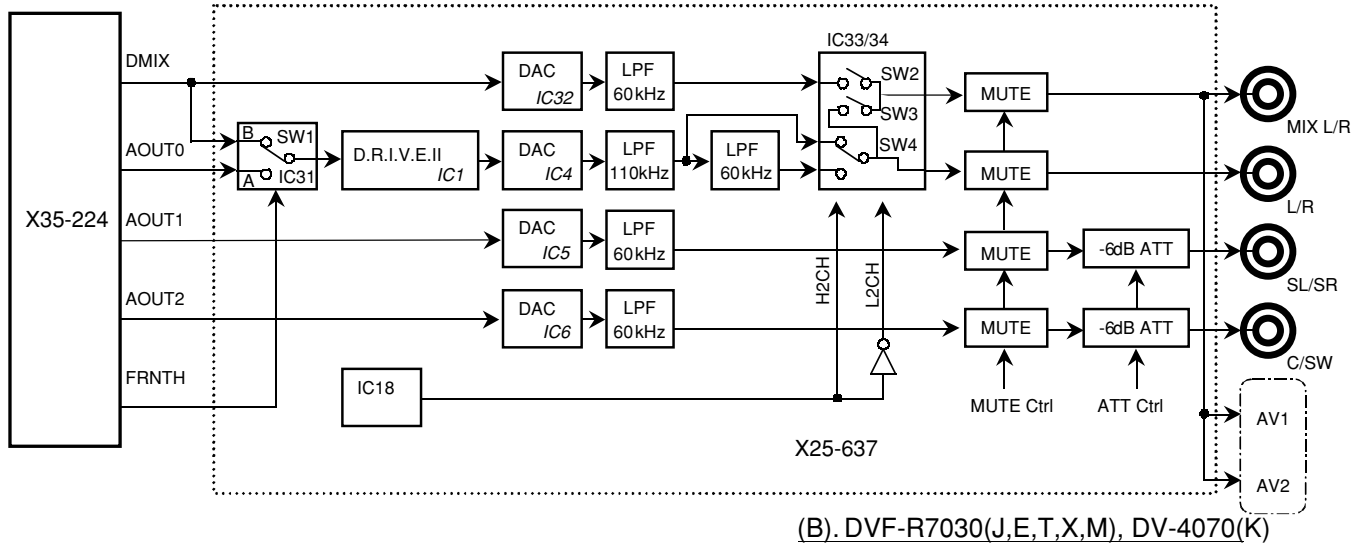 IC33/34
DMIX
DAC
IC32
LPF
60kHz
SW2
SW3
SW4
MUTE
MIX L/R
AOUT0
B
SW1
A
IC31
D.R.I.V.E.II
IC1
DAC
IC4
LPF
110kHz
LPF
60kHz
MUTE
L/R
X35-224
AOUT1
DAC
IC5
LPF
60kHz
H2CH
L2CH
MUTE
-6dB ATT
SL/SR
AOUT2
DAC
IC6
LPF
60kHz
MUTE
-6dB ATT
C/SW
FRNTH
IC18
MUTE Ctrl
ATT Ctrl
AV1
AV2
X25-637
(B). DVF-R7030(J,E,T,X,M), DV-4070(K)